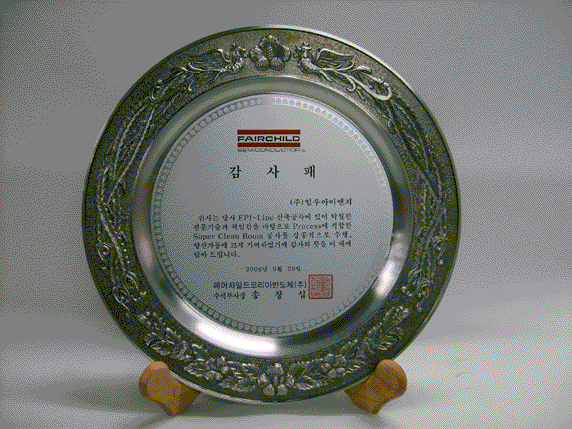 FAIRCHILD
SEMICONDUCTOR
감 사 패
(주)일우아이엔지
귀사는 당사 EPI-Line 신축공사에 있어 탁월한
전문기술과 책임감을 바탕으로 Process에 적합한
Super Clean Room 공사를 성공적으로 수행,
양산가동에 크게 기여하였기에 감사의 뜻을 이 패에
담아 드립니다.
2006년 9월 20일
페어차일드코리아반도체(주)
수석부사장 송 창 섭